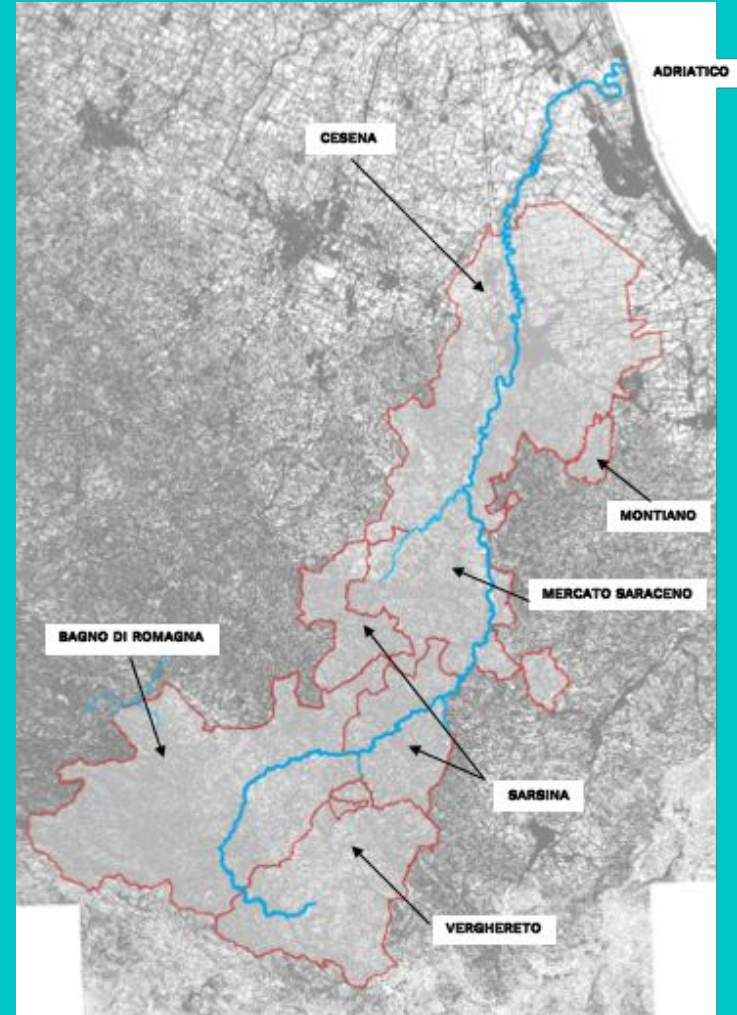 ADRIATICO
CESENA
MONTIANO
MERCATO SARACENO
BAGNO DI ROMAGNA
SARSINA
VERGHERETO